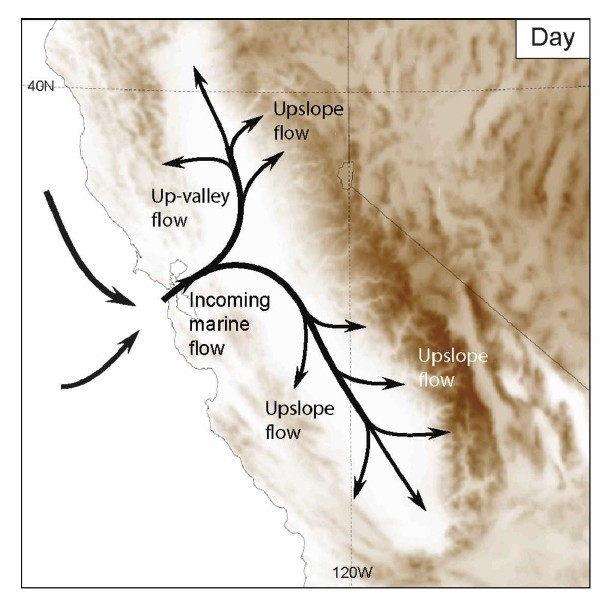 Day
40N
Upslope
flow
Up-valley
flow
Incoming
marine
flow
Upslope
flow
Upslope
flow
120W